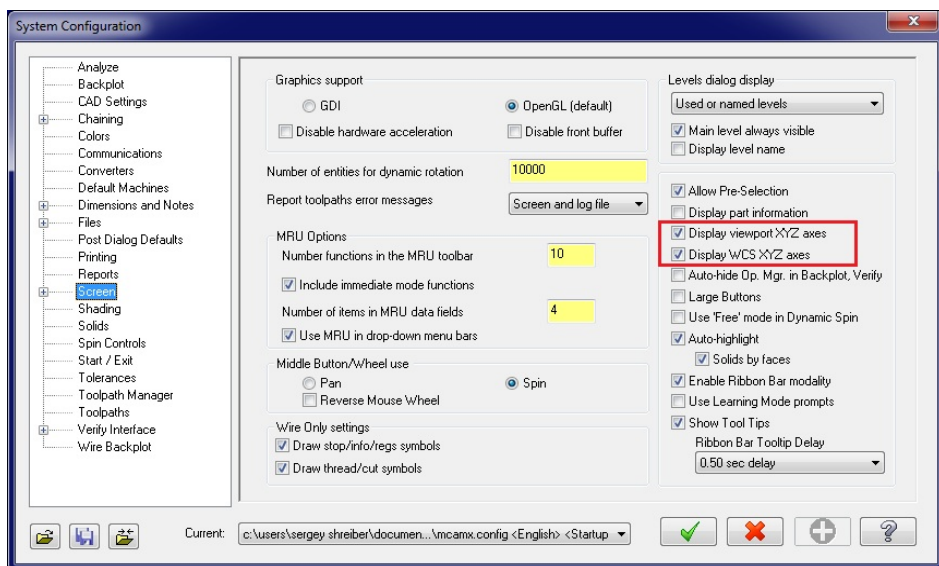 System Configuration
Analyze
Backplot
CAD Settings
Chaining
Colors
Communications
Converters
Default Machines
Dimensions and Notes
Files
Post Dialog Defaults
Printing
Reports
Screen
Shading
Solids
Spin Controls
Start / Exit
Tolerances
Toolpath Manager
Toolpaths
Verify Interface
Wire Backplot
Graphics support
GDI
OpenGL (default)
Disable hardware acceleration
Disable front buffer
Number of entities for dynamic rotation
10000
Report toolpaths error messages
Screen and log file
MRU Options
Number functions in the MRU toolbar
10
Include immediate mode functions
Number of items in MRU data fields
4
Use MRU in drop-down menu bars
Middle Button/Wheel use
Pan
Spin
Reverse Mouse Wheel
Wire Only settings
Draw stop/info/regs symbols
Draw thread/cut symbols
Levels dialog display
Used or named levels
Main level always visible
Display level name
Allow Pre-Selection
Display part information
Display viewport XYZ axes
Display WCS XYZ axes
Auto-hide Op. Mgr. in Backplot, Verify
Large Buttons
Use 'Free' mode in Dynamic Spin
Auto-highlight
Solids by faces
Enable Ribbon Bar modality
Use Learning Mode prompts
Show Tool Tips
Ribbon Bar Tooltip Delay
0.50 sec delay
Current:
c:\users\sergey shreiber\documen...\mcamx.config <English> <Startup